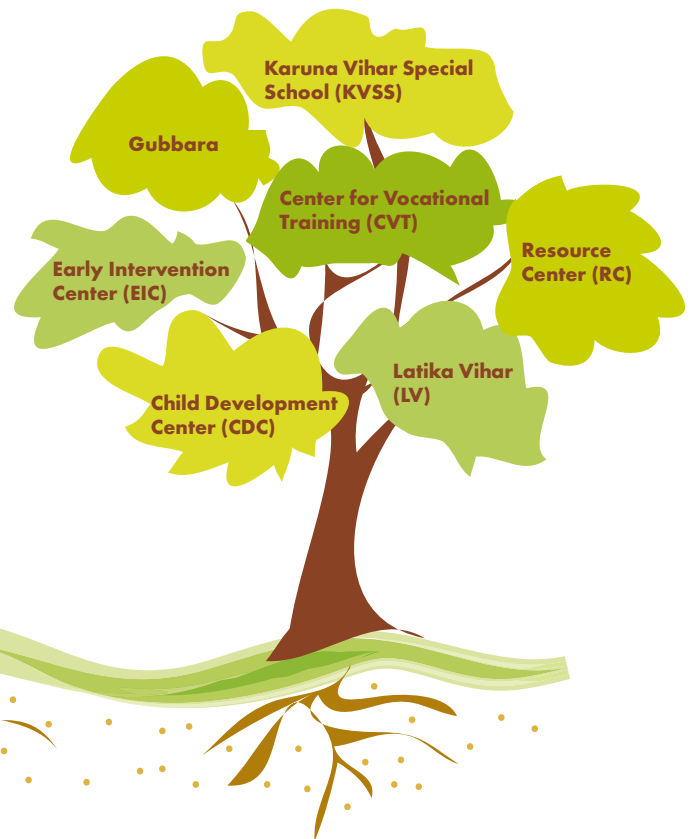 Karuna Vihar Special
School (KVSS)
Gubbara
Center for Vocational
Training (CVT)
Resource
Center (RC)
Early Intervention
Center (EIC)
Latika Vihar
(LV)
Child Development
Center (CDC)